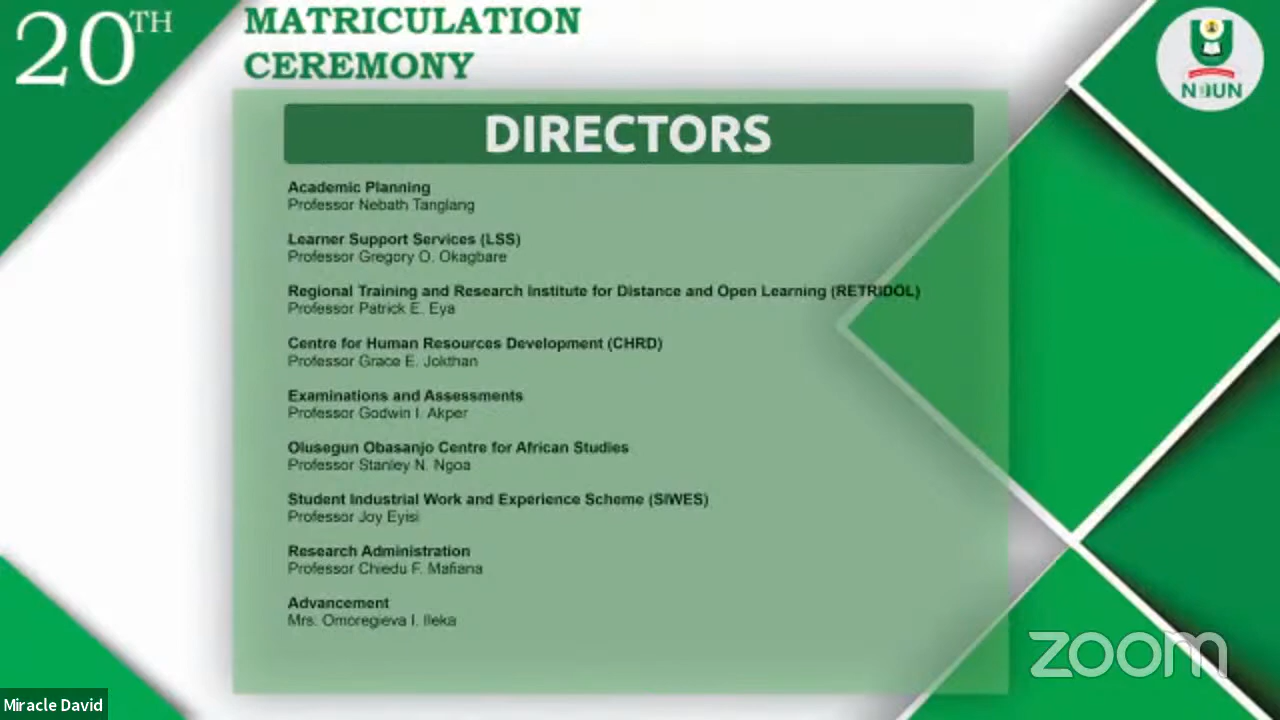 20TH
MATRICULATION
CEREMONY
NOUN
DIRECTORS
Academic Planning
Professor Nebath Tanglang
Learner Support Services (LSS)
Professor Gregory O. Okagbare
Regional Training and Research Institute for Distance and Open Learning (RETRIDOL)
Professor Patrick E. Eya
Centre for Human Resources Development (CHRD)
Professor Grace E. Jokthan
Examinations and Assessments
Professor Godwin I. Akper
Olusegun Obasanjo Centre for African Studies
Professor Stanley N. Ngoa
Student Industrial Work and Experience Scheme (SIWES)
Professor Joy Eyisi
Research Administration
Professor Chiedu F. Mafiana
Advancement
Mrs. Omoregieva I. Ileka
zoom
Miracle David